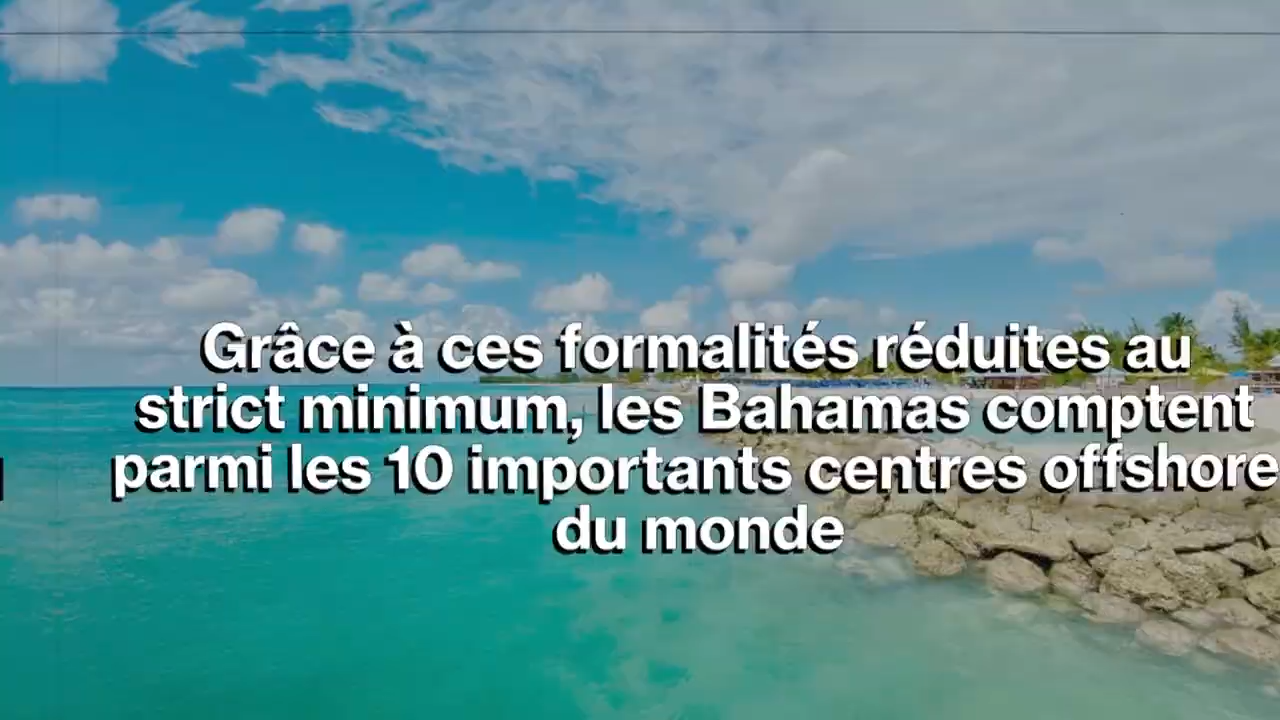 Grâce à ces formalités réduites au
strict minimum, les Bahamas comptent
parmi les 10 importants centres offshore
du monde